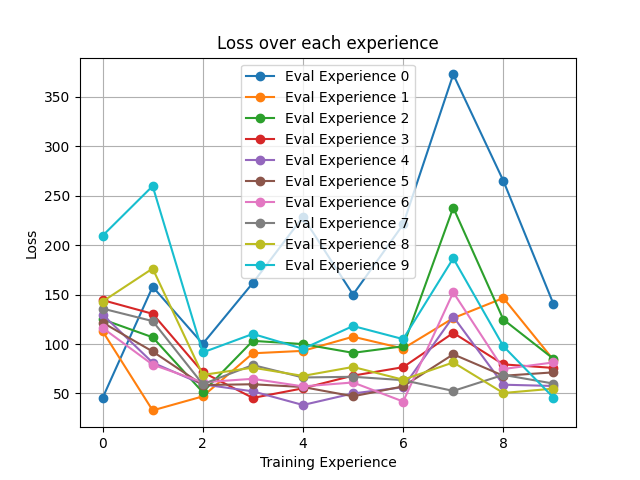 Loss over each experience
Loss
350
300
250
200
150
100
50
Eval Experience 0
Eval Experience 1
Eval Experience 2
Eval Experience 3
Eval Experience 4
Eval Experience 5
Eval Experience 6
Eval Experience 7
Eval Experience 8
Eval Experience 9
0 2 4 6 8
Training Experience